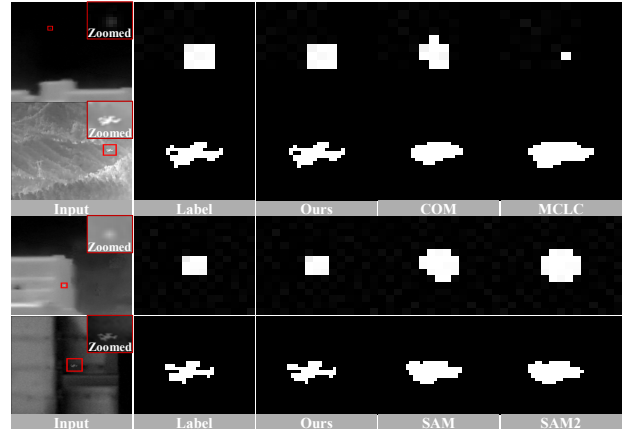 Zoomed
Zoomed
Input Label Ours COM MCLC
Zoomed
Zoomed
Input Label Ours SAM SAM2